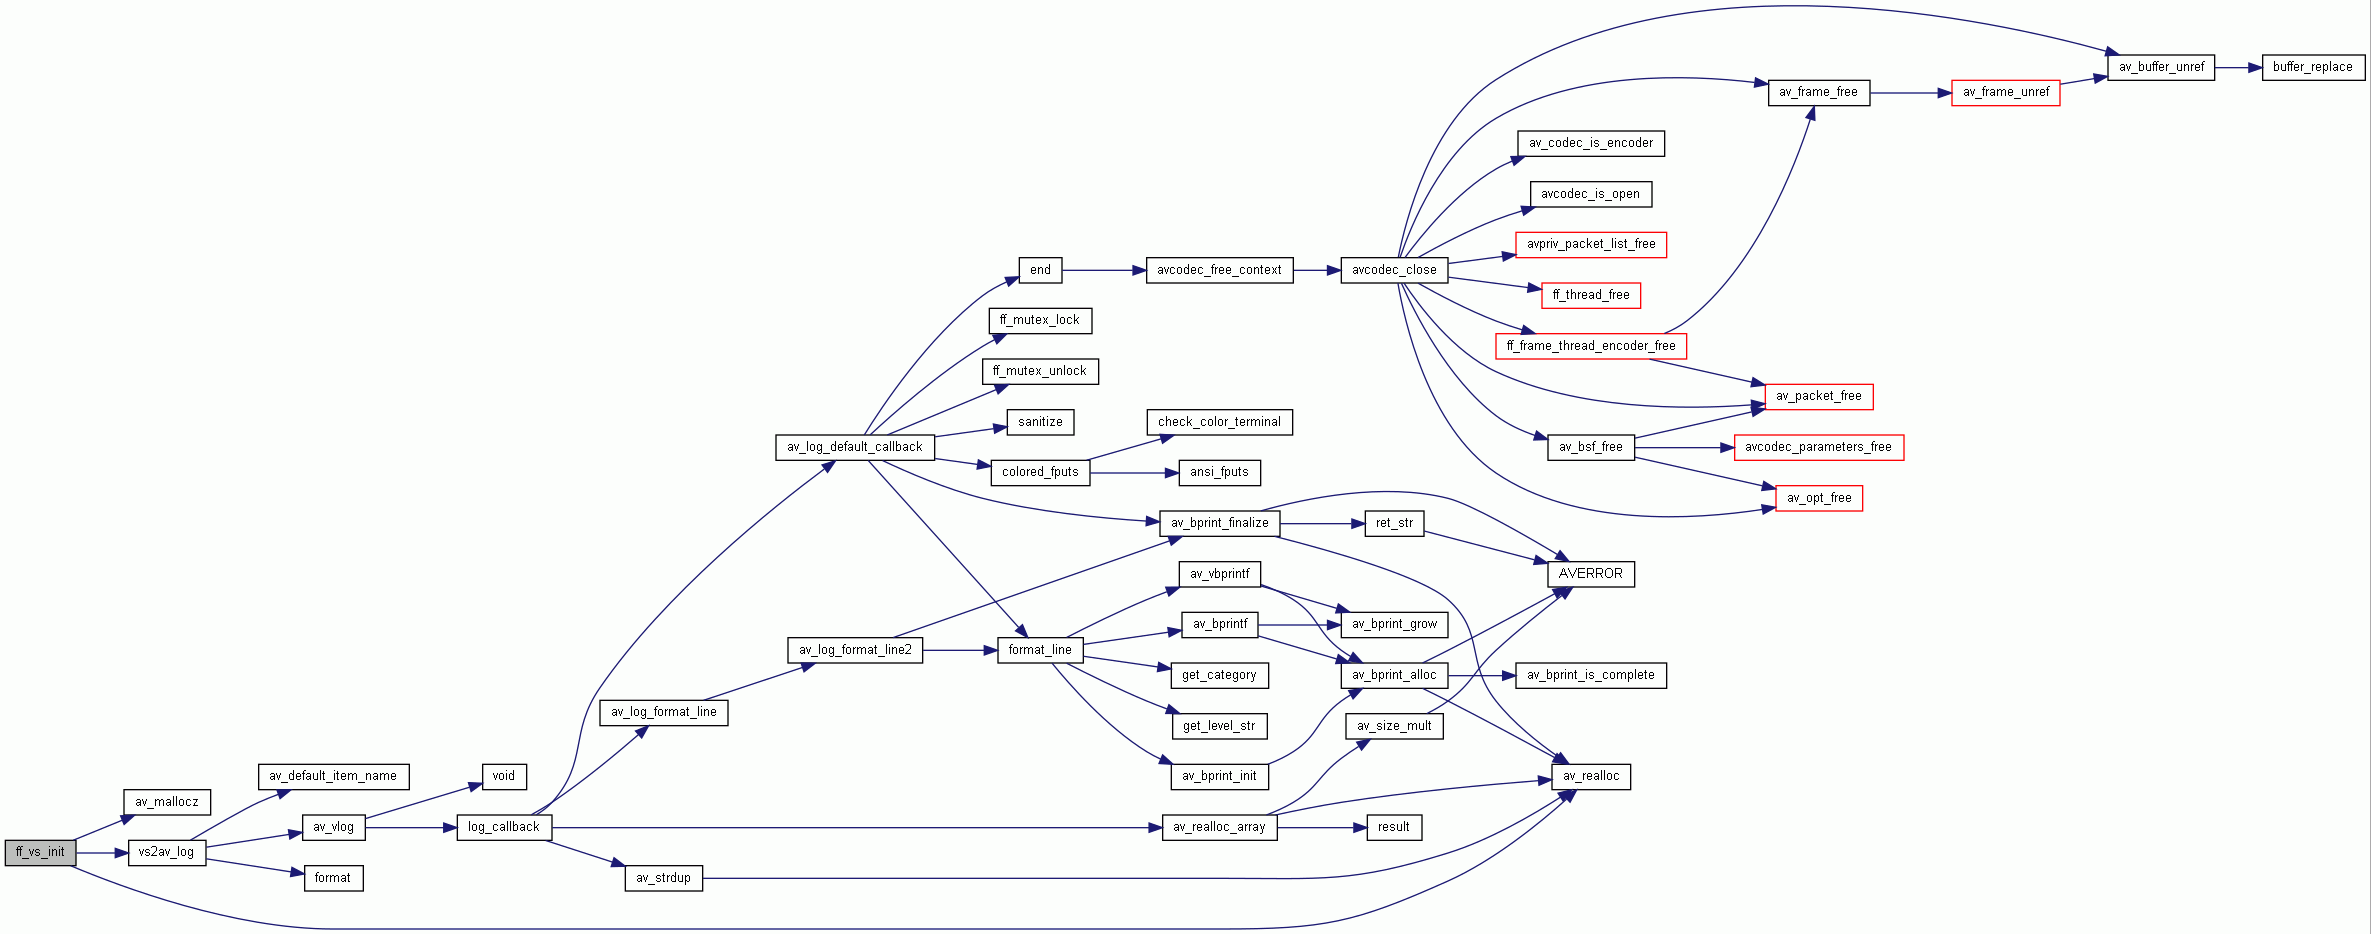 ff_vs_init
av_mallocz
vs2av_log
av_default_item_name
av_vlog
format
void
log_callback
av_log_format_line
av_strdup
av_log_default_callback
av_log_format_line2
end
ff_mutex_lock
ff_mutex_unlock
sanitize
colored_fputs
format_line
avcodec_free_context
check_color_terminal
ansi_fputs
av_bprint_finalize
av_vbprintf
av_bprintf
get_category
get_level_str
av_bprint_init
av_realloc_array
avcodec_close
ret_str
av_bprint_grow
av_bprint_alloc
av_size_mult
result
av_codec_is_encoder
avcodec_is_open
avpriv_packet_list_free
ff_thread_free
ff_frame_thread_encoder_free
av_bsf_free
AVERROR
av_bprint_is_complete
av_realloc
av_frame_free
av_packet_free
avcodec_parameters_free
av_opt_free
av_frame_unref
av_buffer_unref
buffer_replace